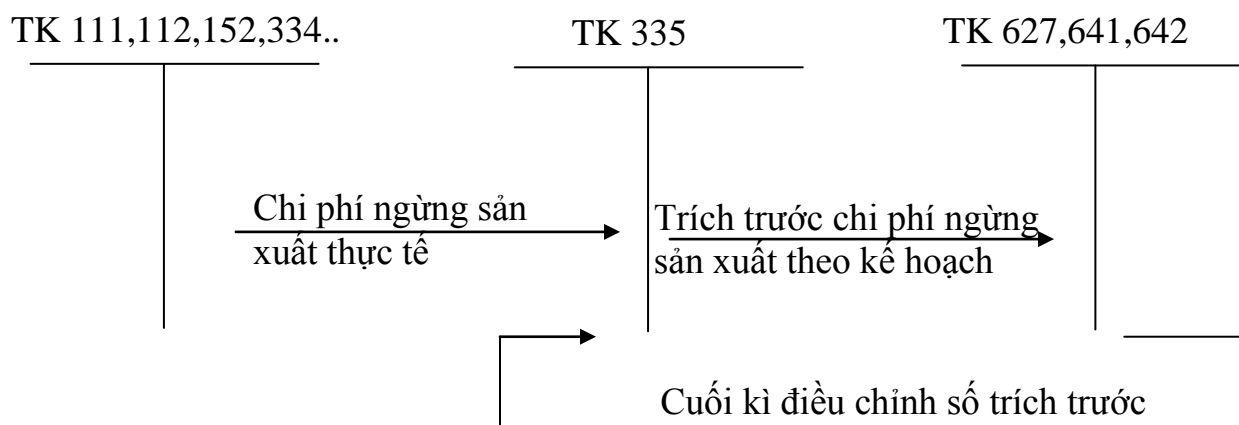 TK 111,112,152,334..
TK 335
TK 627,641,642
Chi phí ngừng sản
xuất thực tế
Trích trước chi phí ngừng
sản xuất theo kế hoạch
Cuối kì điều chỉnh số trích trước